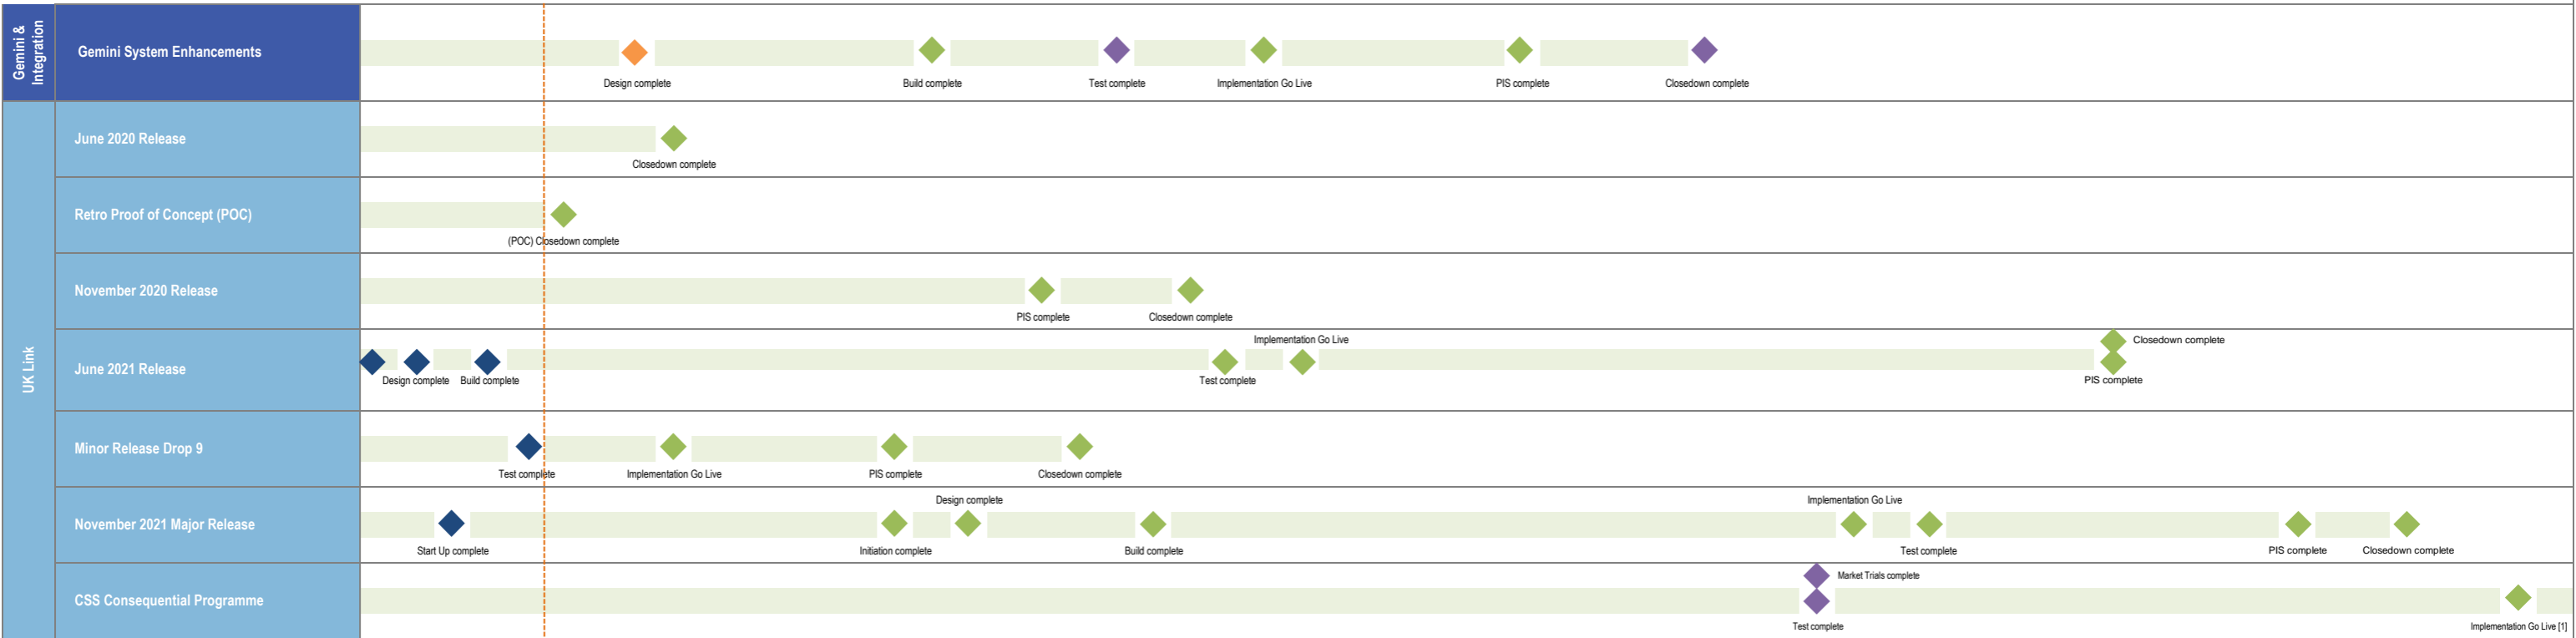 Gemini &
Integration
Gemini System Enhancements
Design complete
Build complete
Test complete
Implementation Go Live
PIS complete
Closedown complete
UK Link
June 2020 Release
Closedown complete
Retro Proof of Concept (POC)
(POC) Closedown complete
November 2020 Release
PIS complete
Closedown complete
June 2021 Release
Design complete
Build complete
Test complete
Implementation Go Live
Closedown complete
PIS complete
Minor Release Drop 9
Test complete
Implementation Go Live
PIS complete
Closedown complete
November 2021 Major Release
Start Up complete
Initiation complete
Design complete
Build complete
Implementation Go Live
Test complete
PIS complete
Closedown complete
CSS Consequential Programme
Market Trials complete
Test complete
Implementation Go Live [1]